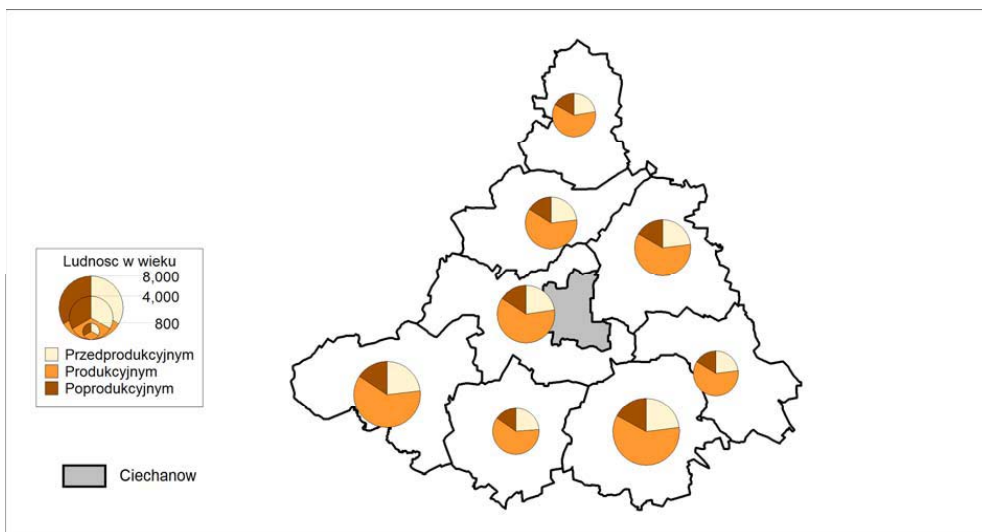 Ludnosc w wieku
8,000
4,000
800
Przedprodukcyjnym
Produkcyjnym
Poprodukcyjnym
Ciechanow